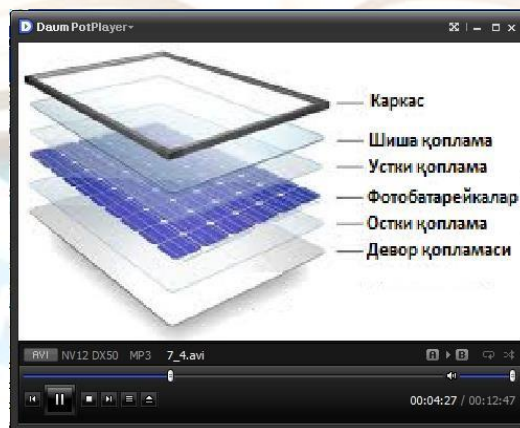 Daum PotPlayer
Каркас
Шиша қоплама
Устки қоплама
Фотобатарейкалар
Остки қоплама
Девор қопламаси
AVI NV12 DX50 MP3 7_4.avi
A B
00:04:27 / 00:12:47